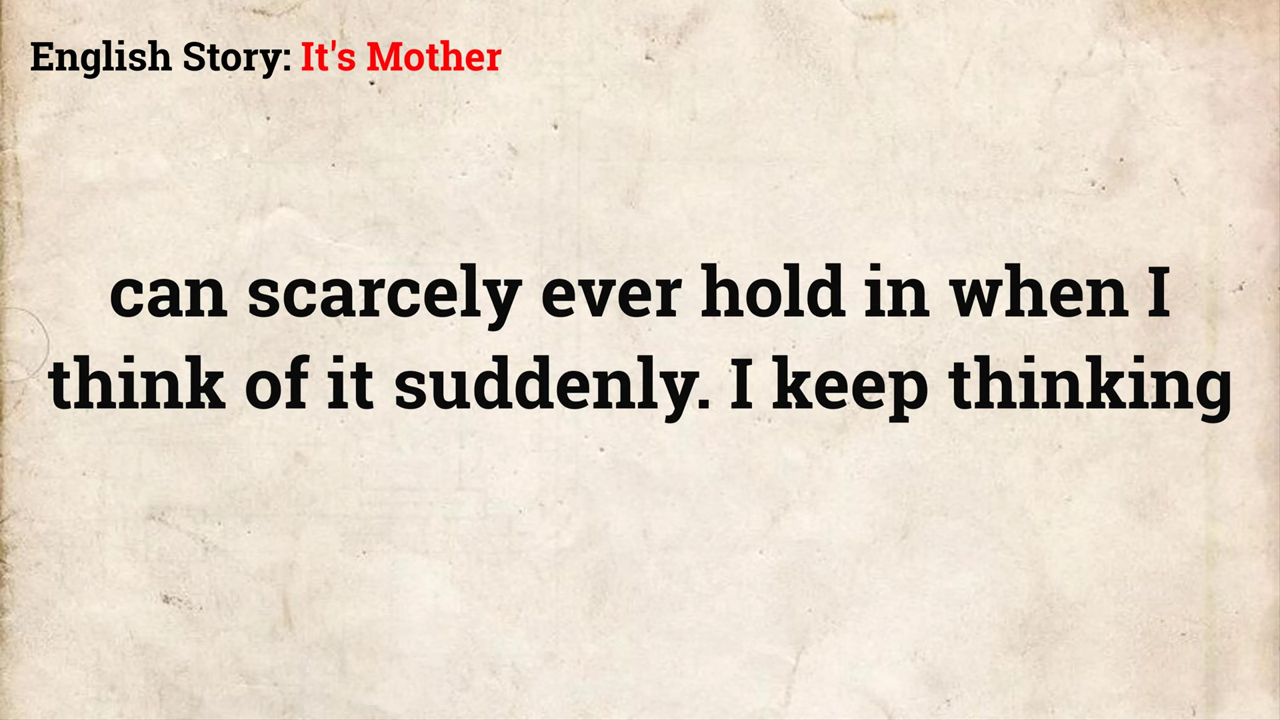 English Story: It's Mother
can scarcely ever hold in when I
think of it suddenly. I keep thinking